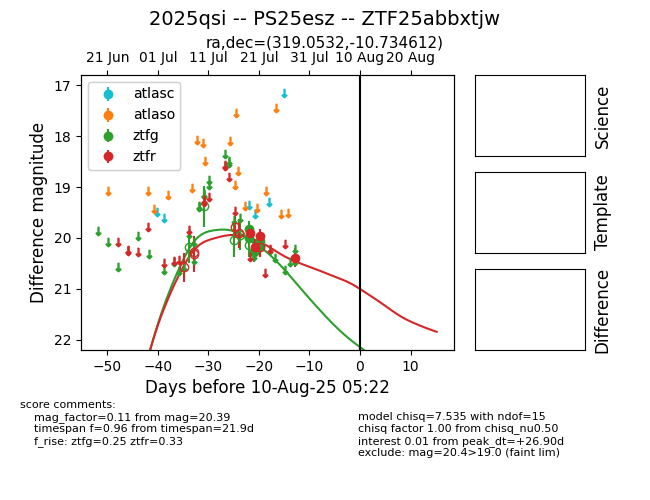 2025qsi -- PS25esz -- ZTF25abbxtjw
ra,dec=(319.0532,-10.734612)
21 Jun 01 Jul 11 Jul 21 Jul 31 Jul 10 Aug 20 Aug
atlasc
atlaso
ztfg
ztfr
17
18
19
20
21
22
Difference magnitude
−50 −40 −30 −20 −10 0 10
Days before 10-Aug-25 05:22
Science
Template
Difference
score comments:
mag_factor=0.11 from mag=20.39
timespan f=0.96 from timespan=21.9d
f_rise: ztfg=0.25 ztfr=0.33
model chisq=7.535 with ndof=15
chisq factor 1.00 from chisq_nu0.50
interest 0.01 from peak_dt=+26.90d
exclude: mag=20.4>19.0 (faint lim)